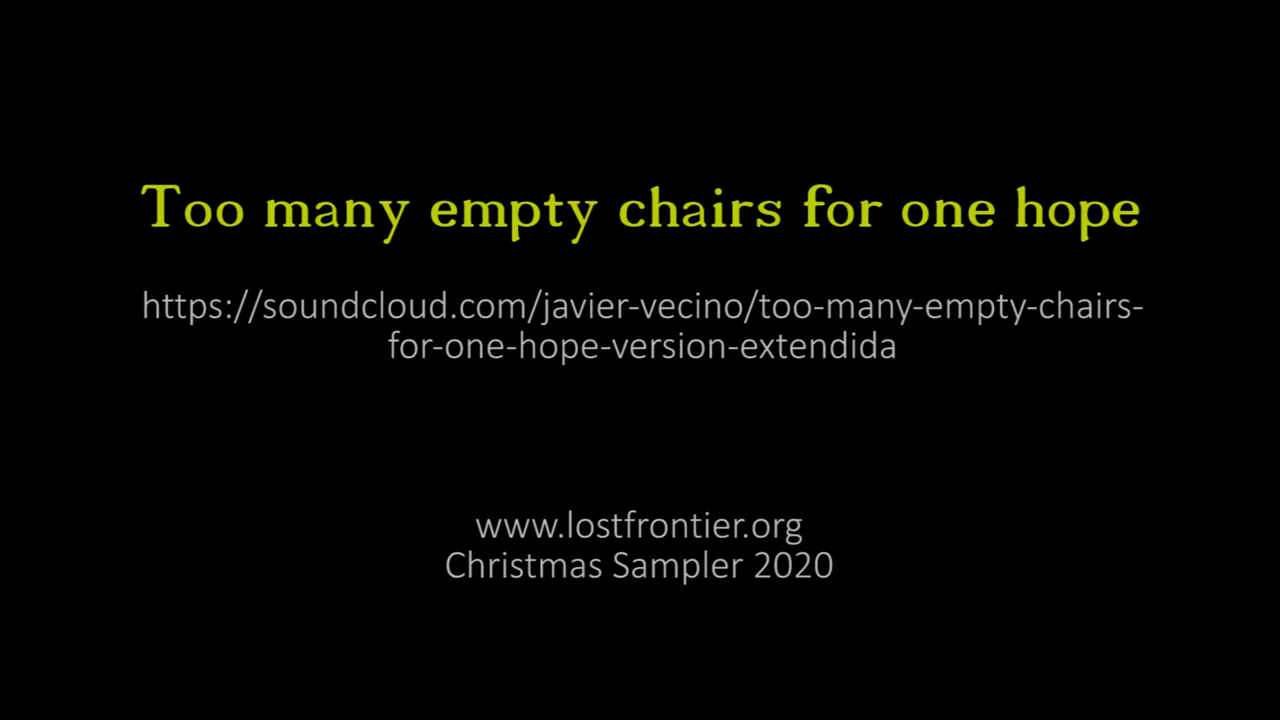 Too many empty chairs for one hope
https://soundcloud.com/javier-vecino/too-many-empty-chairs-
for-one-hope-version-extendida
www.lostfrontier.org
Christmas Sampler 2020